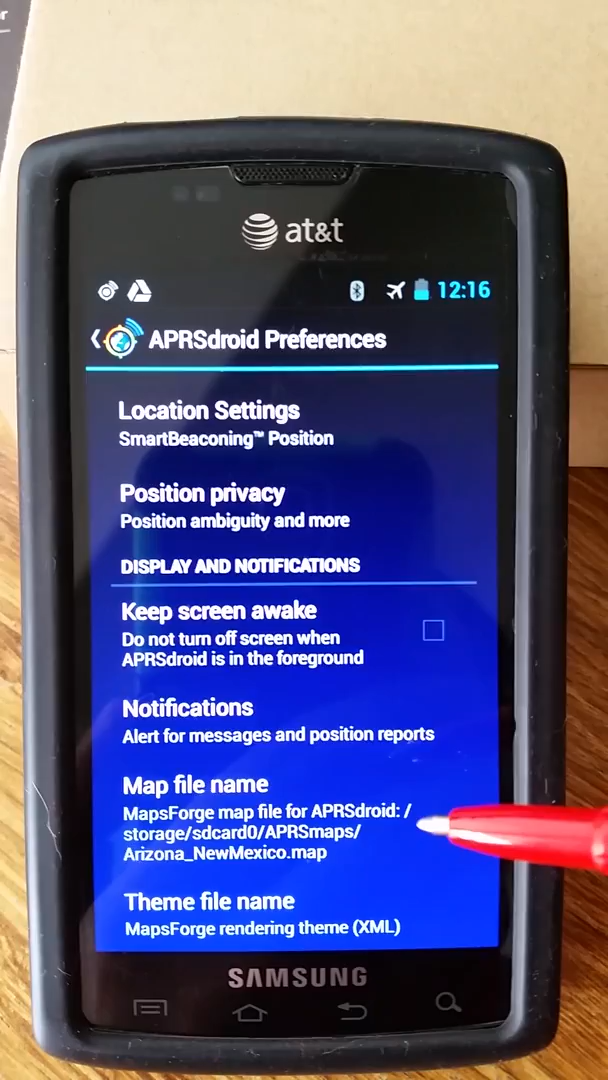 at&t
12:16
APRSdroid Preferences
Location Settings
SmartBeaconing™ Position
Position privacy
Position ambiguity and more
DISPLAY AND NOTIFICATIONS
Keep screen awake
Do not turn off screen when
APRSdroid is in the foreground
Notifications
Alert for messages and position reports
Map file name
MapsForge map file for APRSdroid: /
storage/sdcard0/APRSmaps/
Arizona_NewMexico.map
Theme file name
MapsForge rendering theme (XML)
SAMSUNG